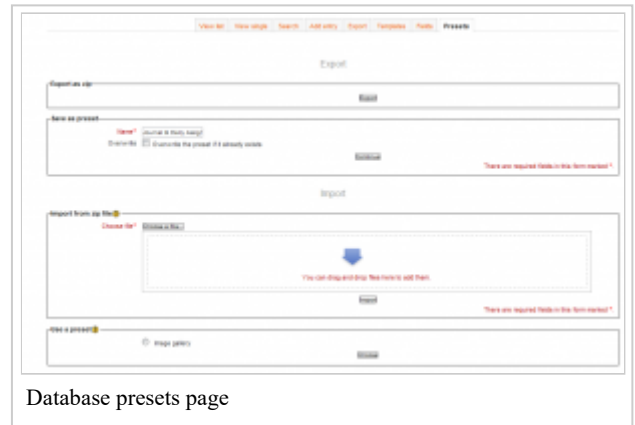 View list View single Search Add entry Export Templates Fields Presets
Export
Export as zip
Export
Save as preset
Name*
Overwrite Overwrite the preset if it already exists
Continue
There are required fields in this form marked *.
Import
Import from zip file
Choose file* Choose a file...
You can drag and drop files here to add them.
Import
There are required fields in this form marked *.
Use a preset
Image gallery
Choose
Database presets page